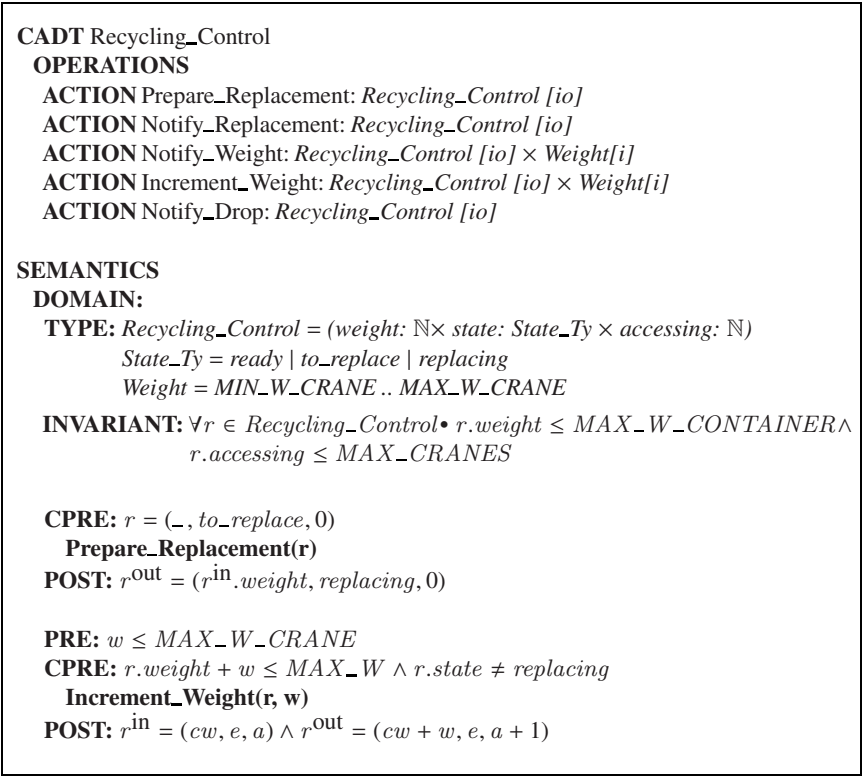 CADT Recycling_Control
OPERATIONS
ACTION Prepare_Replacement: Recycling_Control [io]
ACTION Notify_Replacement: Recycling_Control [io]
ACTION Notify_Weight: Recycling_Control [io] × Weight[i]
ACTION Increment_Weight: Recycling_Control [io] × Weight[i]
ACTION Notify_Drop: Recycling_Control [io]
SEMANTICS
DOMAIN:
TYPE: Recycling_Control = (weight: ℕ× state: State_Ty × accessing: ℕ)
State_Ty = ready | to_replace | replacing
Weight = MIN_W_CRANE .. MAX_W_CRANE
INVARIANT: ∀r ∈ Recycling_Control• r.weight ≤ MAX_W_CONTAINER∧
r.accessing ≤ MAX_CRANES
CPRE: r = (_, to_replace, 0)
Prepare_Replacement(r)
POST: r^out = (r^in.weight, replacing, 0)
PRE: w ≤ MAX_W_CRANE
CPRE: r.weight + w ≤ MAX_W ∧ r.state ≠ replacing
Increment_Weight(r, w)
POST: r^in = (cw, e, a) ∧ r^out = (cw + w, e, a + 1)